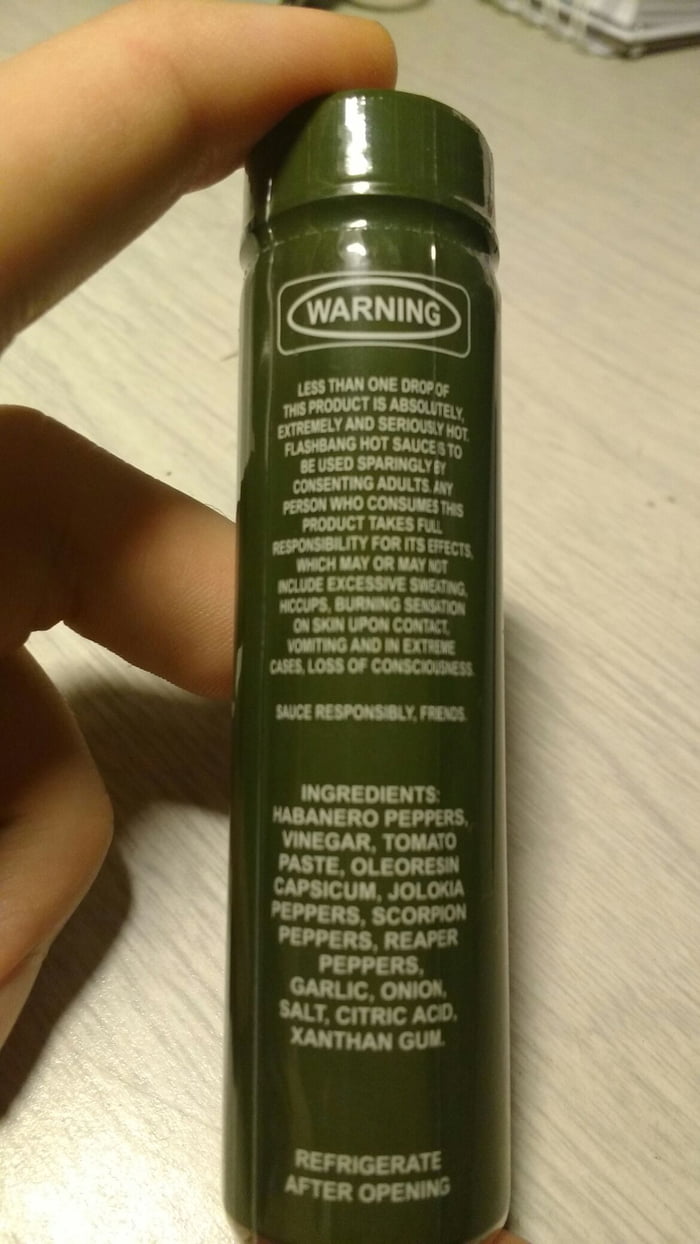 WARNING
LESS THAN ONE DROP OF
THIS PRODUCT IS ABSOLUTELY,
EXTREMELY AND SERIOUSLY HOT.
FLASHBANG HOT SAUCE IS TO
BE USED SPARINGLY BY
CONSENTING ADULTS. ANY
PERSON WHO CONSUMES THIS
PRODUCT TAKES FULL
RESPONSIBILITY FOR ITS EFFECTS,
WHICH MAY OR MAY NOT
INCLUDE EXCESSIVE SWEATING,
HICCUPS, BURNING SENSATION
ON SKIN UPON CONTACT,
VOMITING AND IN EXTREME
CASES, LOSS OF CONSCIOUSNESS.
SAUCE RESPONSIBLY, FRIENDS.
INGREDIENTS:
HABANERO PEPPERS,
VINEGAR, TOMATO
PASTE, OLEORESIN
CAPSICUM, JOLOKIA
PEPPERS, SCORPION
PEPPERS, REAPER
PEPPERS,
GARLIC, ONION,
SALT, CITRIC ACID,
XANTHAN GUM.
REFRIGERATE
AFTER OPENING